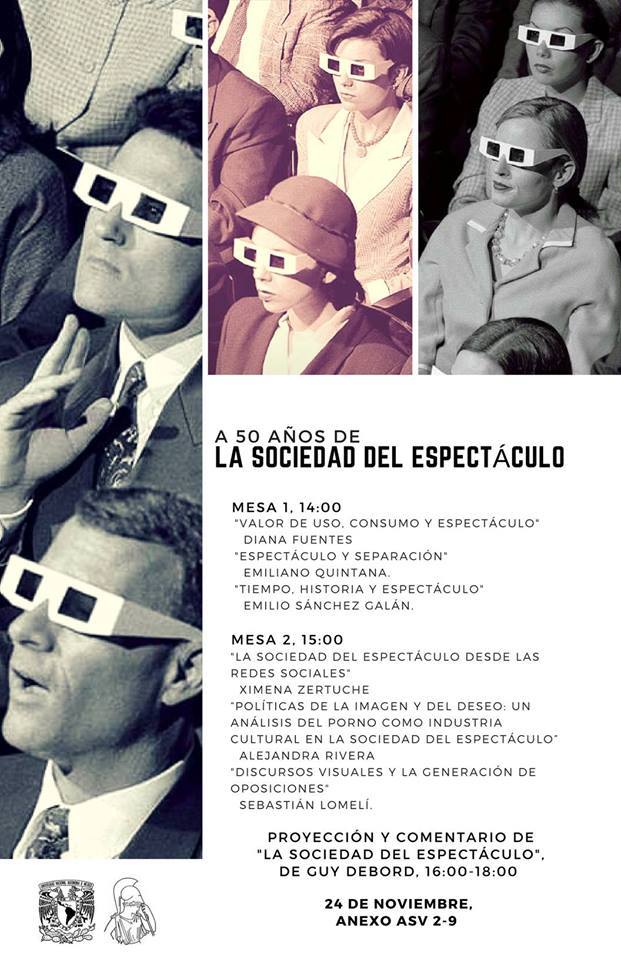 A 50 AÑOS DE
LA SOCIEDAD DEL ESPECTÁCULO
MESA 1, 14:00
"VALOR DE USO, CONSUMO Y ESPECTÁCULO"
DIANA FUENTES
"ESPECTÁCULO Y SEPARACIÓN"
EMILIANO QUINTANA.
"TIEMPO, HISTORIA Y ESPECTÁCULO"
EMILIO SÁNCHEZ GALÁN.
MESA 2, 15:00
"LA SOCIEDAD DEL ESPECTÁCULO DESDE LAS
REDES SOCIALES"
XIMENA ZERTUCHE
"POLÍTICAS DE LA IMAGEN Y DEL DESEO: UN
ANÁLISIS DEL PORNO COMO INDUSTRIA
CULTURAL EN LA SOCIEDAD DEL ESPECTÁCULO"
ALEJANDRA RIVERA
"DISCURSOS VISUALES Y LA GENERACIÓN DE
OPOSICIONES"
SEBASTIÁN LOMELÍ.
PROYECCIÓN Y COMENTARIO DE
"LA SOCIEDAD DEL ESPECTÁCULO",
DE GUY DEBORD, 16:00-18:00
24 DE NOVIEMBRE,
ANEXO ASV 2-9